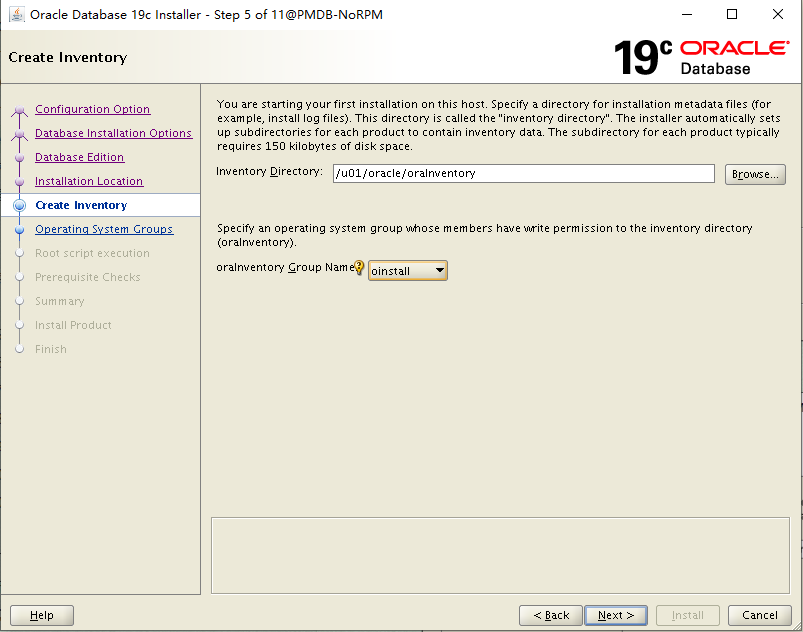 Oracle Database 19c Installer - Step 5 of 11@PMDB-NoRPM
Create Inventory
19c ORACLE
Database
Configuration Option
Database Installation Options
Database Edition
Installation Location
Create Inventory
Operating System Groups
Root script execution
Prerequisite Checks
Summary
Install Product
Finish
You are starting your first installation on this host. Specify a directory for installation metadata files (for
example, install log files). This directory is called the "inventory directory". The installer automatically sets
up subdirectories for each product to contain inventory data. The subdirectory for each product typically
requires 150 kilobytes of disk space.
Inventory Directory: /u01/oracle/oraInventory Browse...
Specify an operating system group whose members have write permission to the inventory directory
(oraInventory).
oraInventory Group Name oinstall
Help < Back Next > Install Cancel